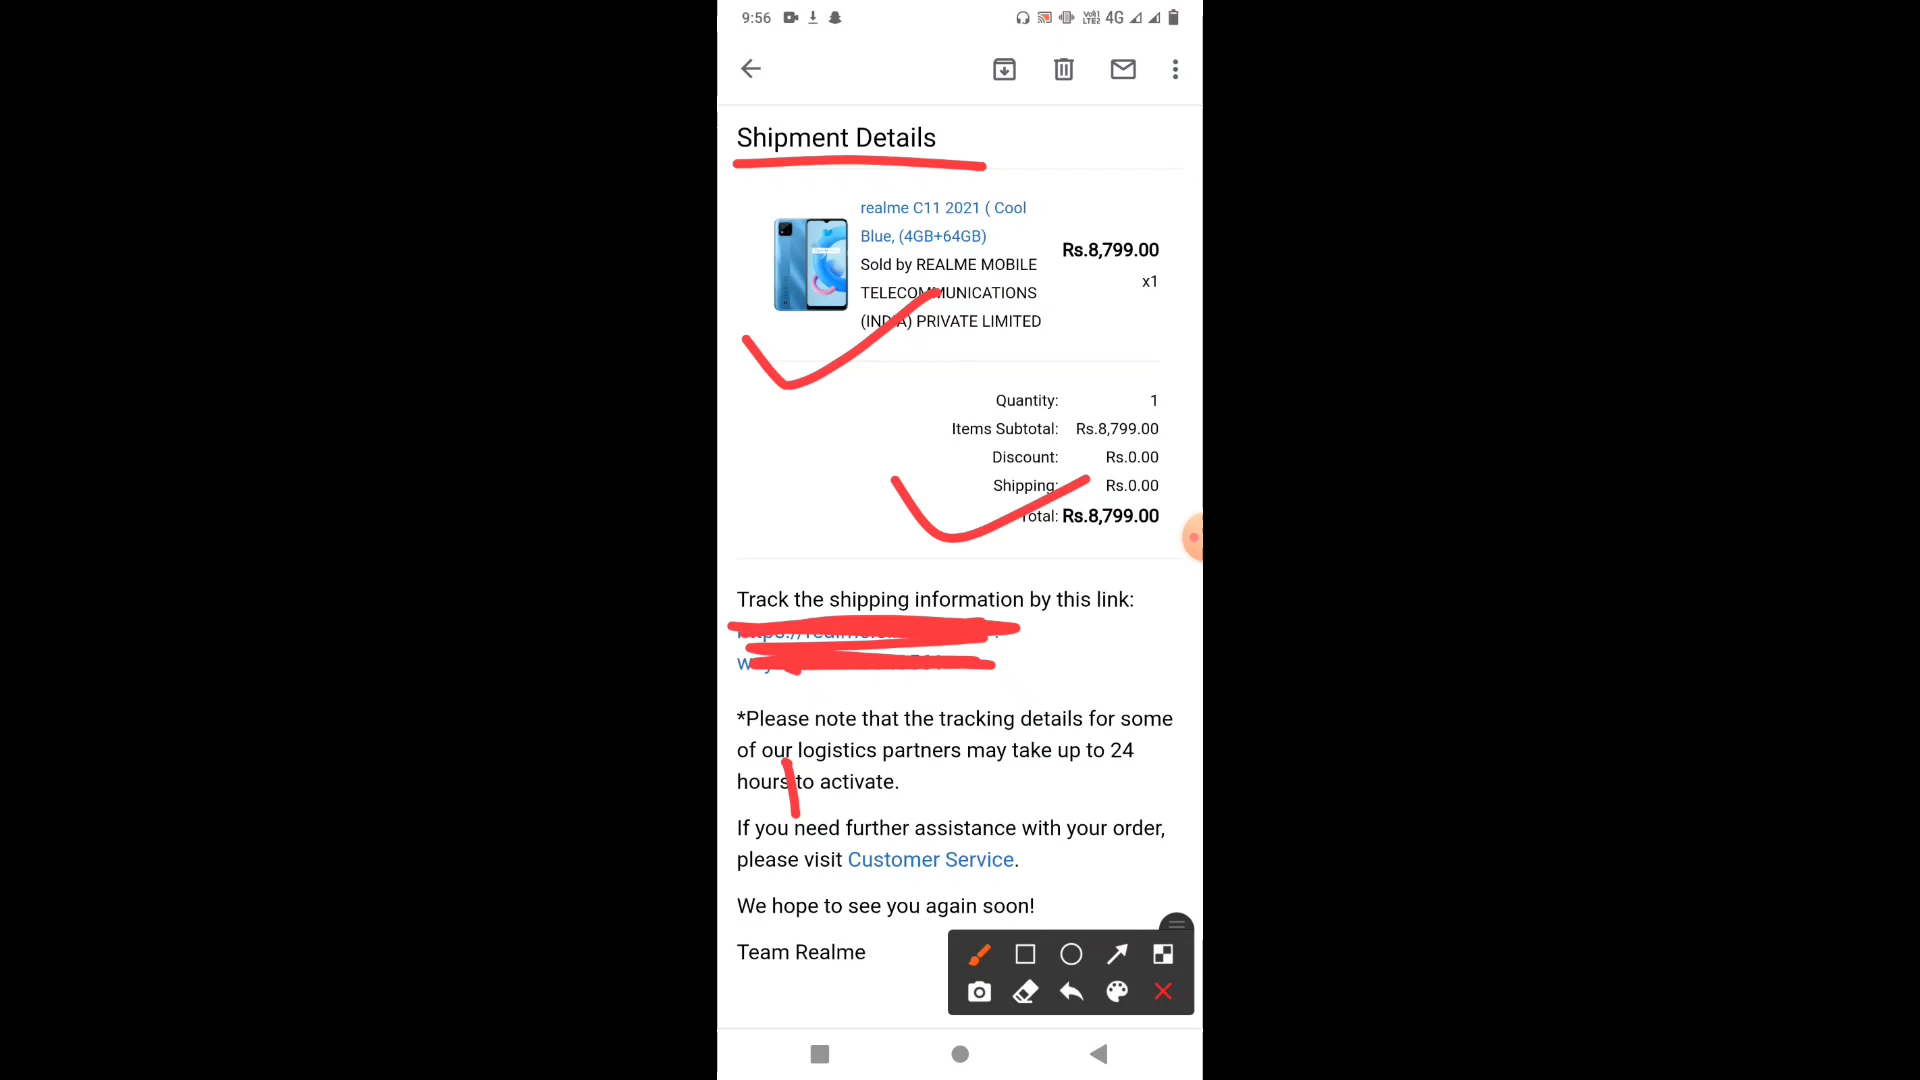 9:56
Vo)) LTE2 4G
Shipment Details
realme C11 2021 ( Cool
Blue, (4GB+64GB)
Rs.8,799.00
Sold by REALME MOBILE
x1
TELECOMMUNICATIONS
(INDIA) PRIVATE LIMITED
Quantity: 1
Items Subtotal: Rs.8,799.00
Discount: Rs.0.00
Shipping: Rs.0.00
Total: Rs.8,799.00
Track the shipping information by this link:
*Please note that the tracking details for some
of our logistics partners may take up to 24
hours to activate.
If you need further assistance with your order,
please visit Customer Service.
We hope to see you again soon!
Team Realme